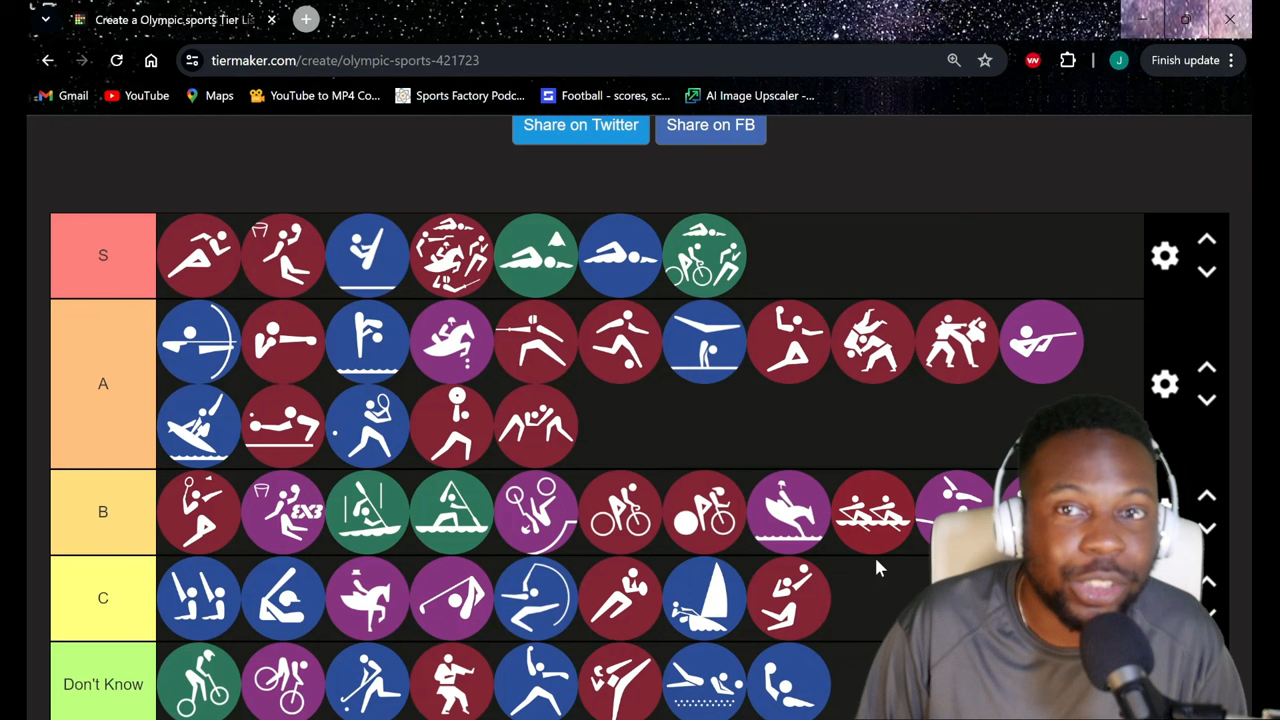 Create a Olympic sports Tier Li
tiermaker.com/create/olympic-sports-421723
J
Finish update
Gmail
YouTube
Maps
YouTube to MP4 Co...
Sports Factory Podc...
Football - scores, sc...
AI Image Upscaler -...
Share on Twitter
Share on FB
S
A
B
3X3
C
Don't Know